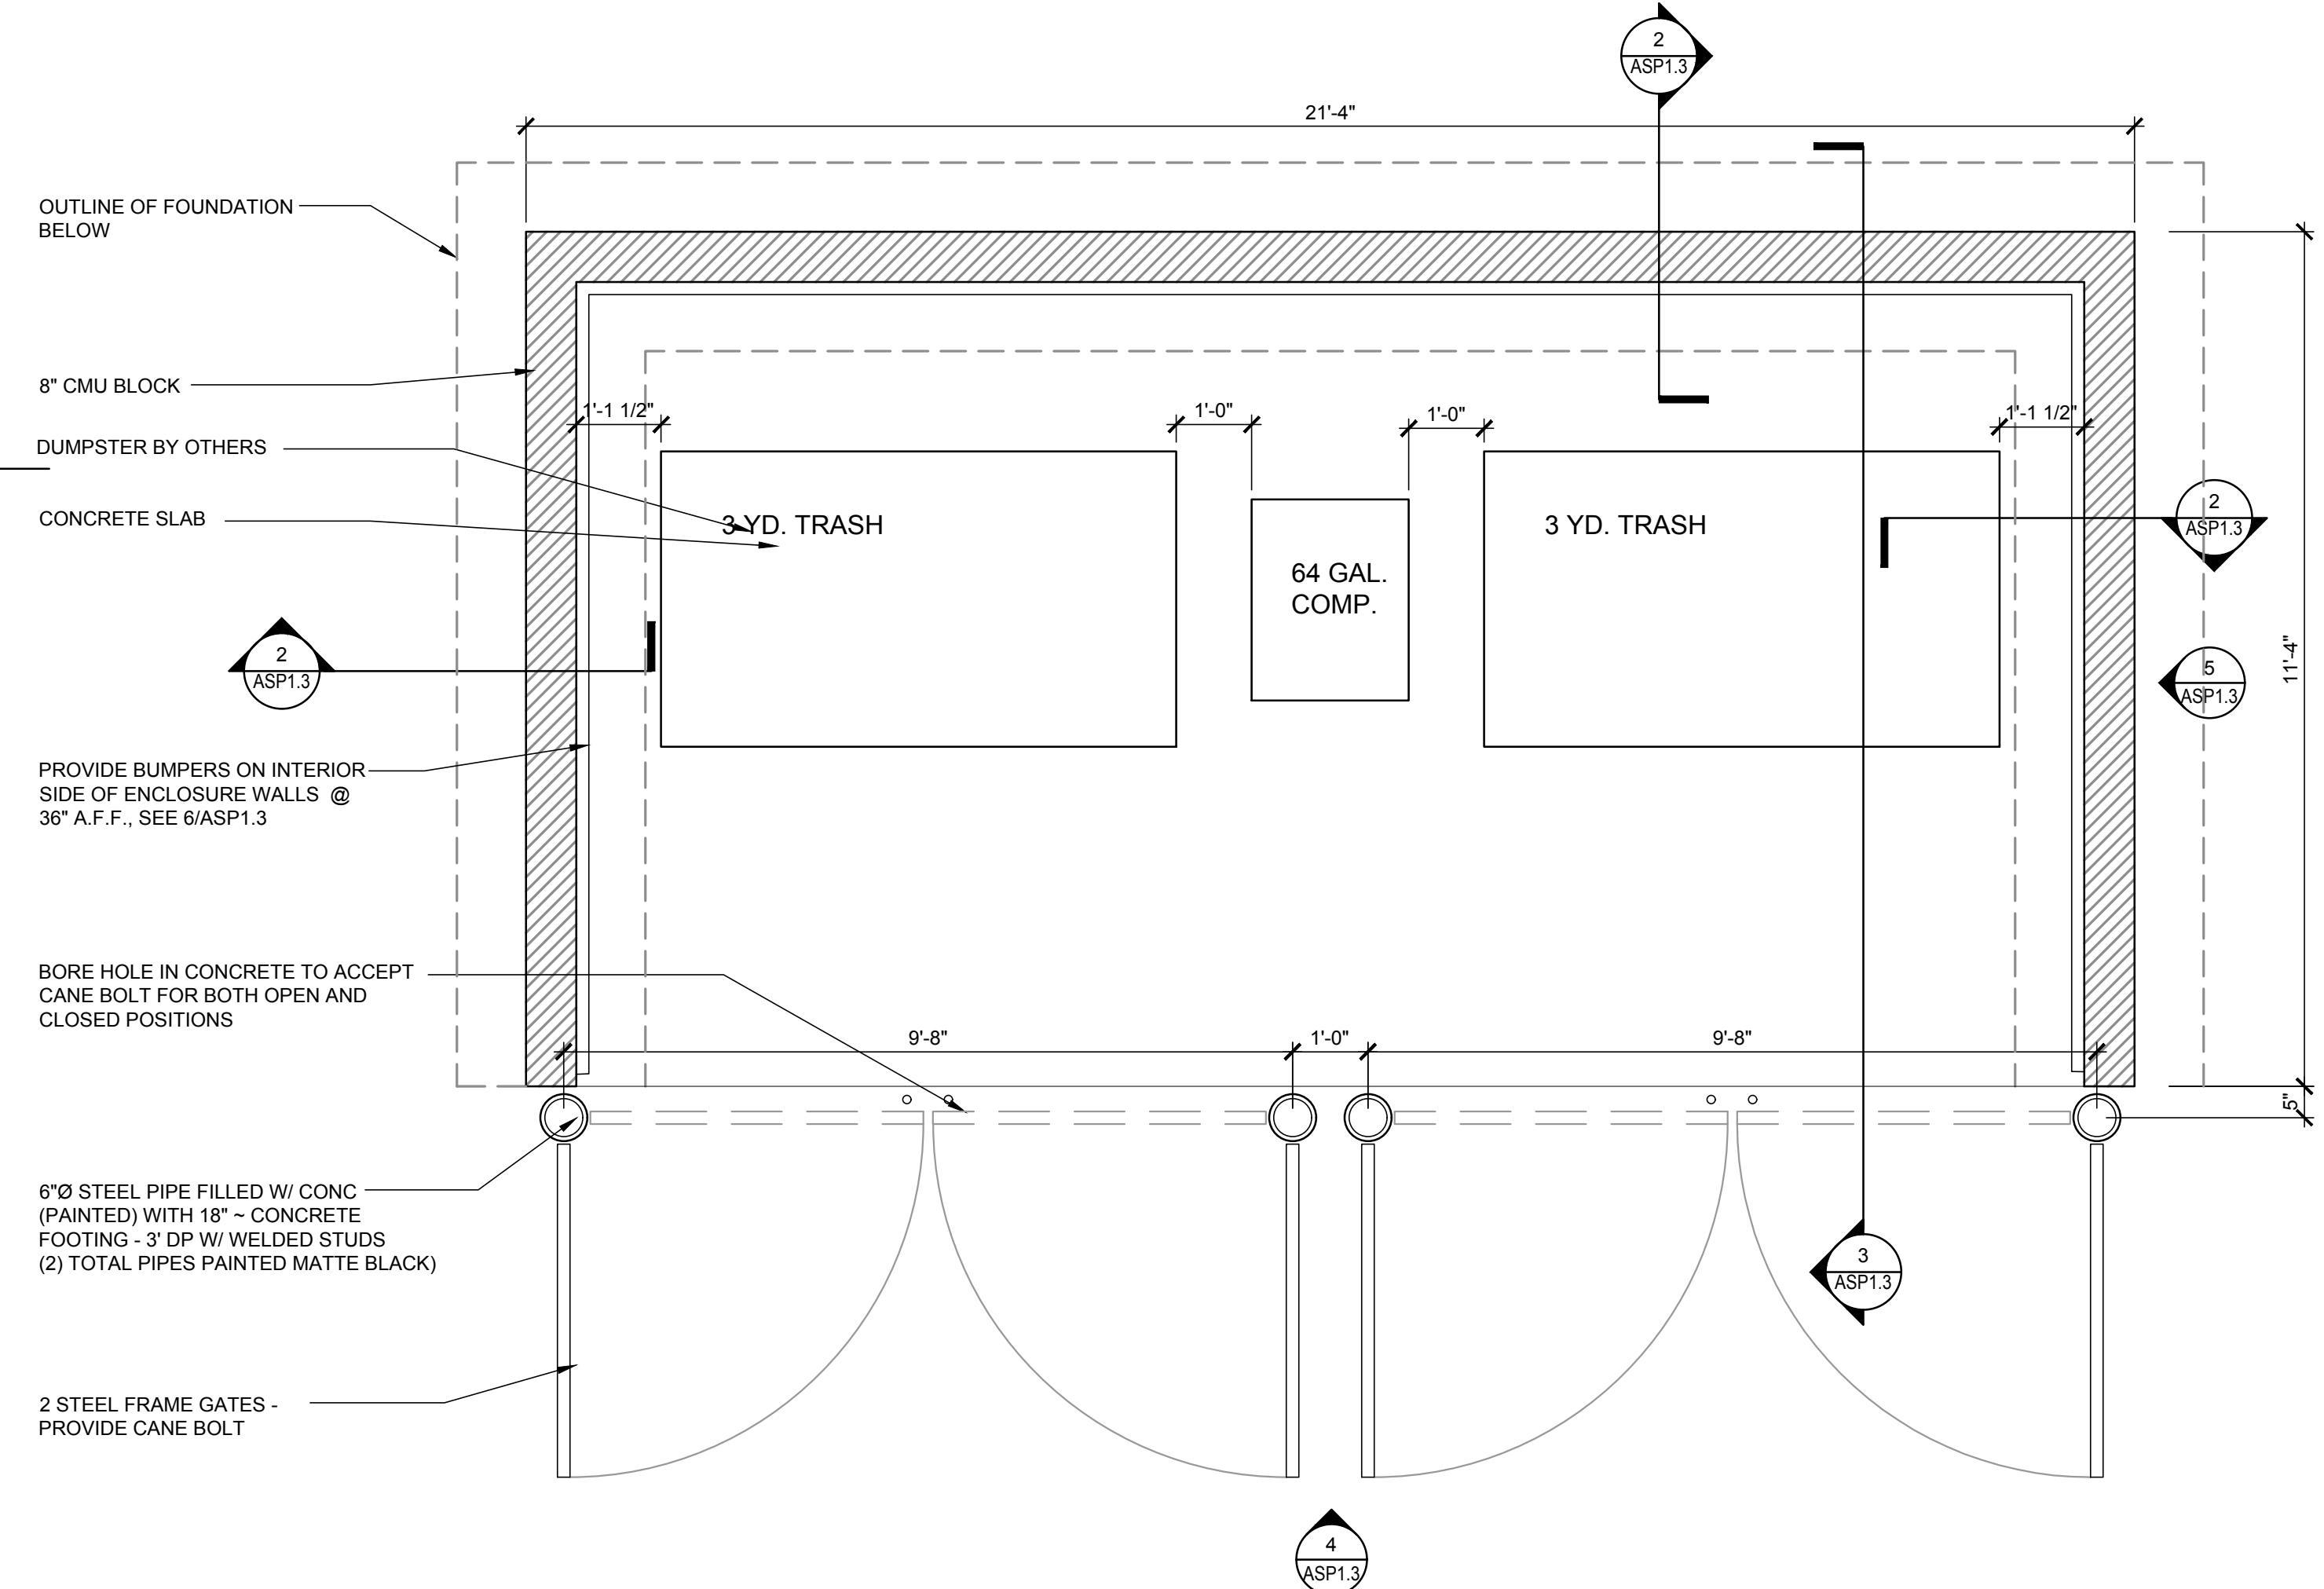 2
ASP1.3
21'-4"
OUTLINE OF FOUNDATION
BELOW
8" CMU BLOCK
DUMPSTER BY OTHERS
CONCRETE SLAB
1'-1 1/2"
1'-0"
1'-0"
1'-1 1/2"
3 YD. TRASH
64 GAL.
COMP.
3 YD. TRASH
2
ASP1.3
2
ASP1.3
5
ASP1.3
11'-4"
PROVIDE BUMPERS ON INTERIOR
SIDE OF ENCLOSURE WALLS @
36" A.F.F., SEE 6/ASP1.3
BORE HOLE IN CONCRETE TO ACCEPT
CANE BOLT FOR BOTH OPEN AND
CLOSED POSITIONS
9'-8"
1'-0"
9'-8"
5"
6"Ø STEEL PIPE FILLED W/ CONC
(PAINTED) WITH 18" ~ CONCRETE
FOOTING - 3' DP W/ WELDED STUDS
(2) TOTAL PIPES PAINTED MATTE BLACK)
3
ASP1.3
2 STEEL FRAME GATES -
PROVIDE CANE BOLT
4
ASP1.3